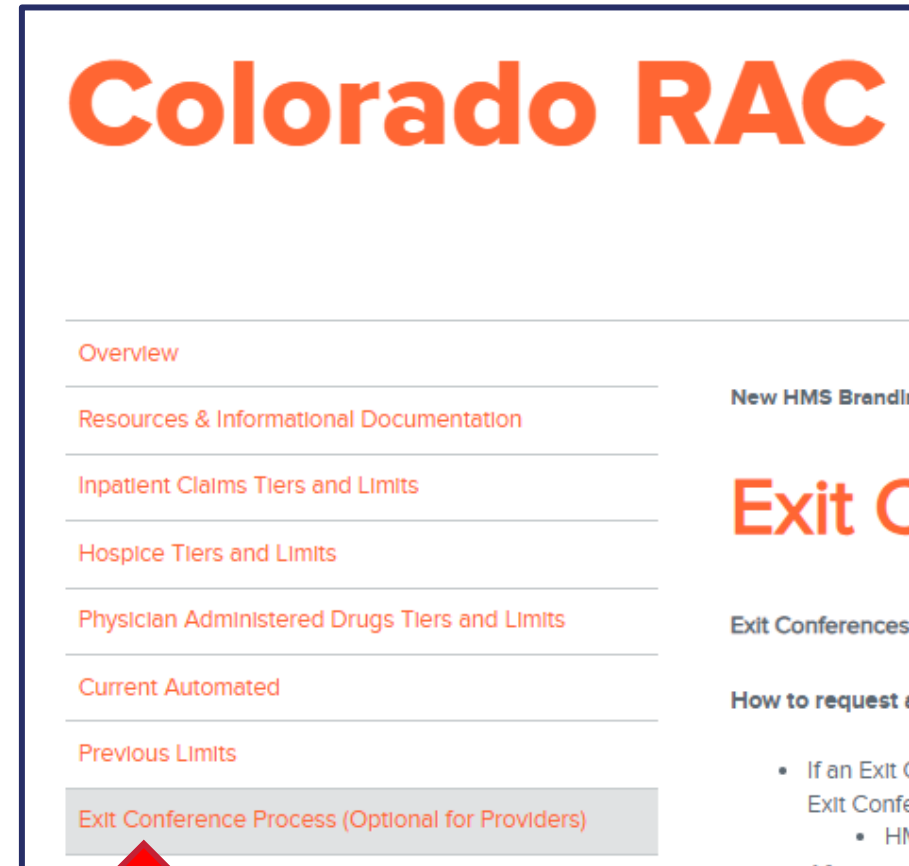 Colorado RAC
Overview
Resources & Informational Documentation
Inpatient Claims Tiers and Limits
Hospice Tiers and Limits
Physician Administered Drugs Tiers and Limits
Current Automated
Previous Limits
Exit Conference Process (Optional for Providers)
New HMS
Exit
Exit Conferences
How to request a
• If an Exit
Exit
•